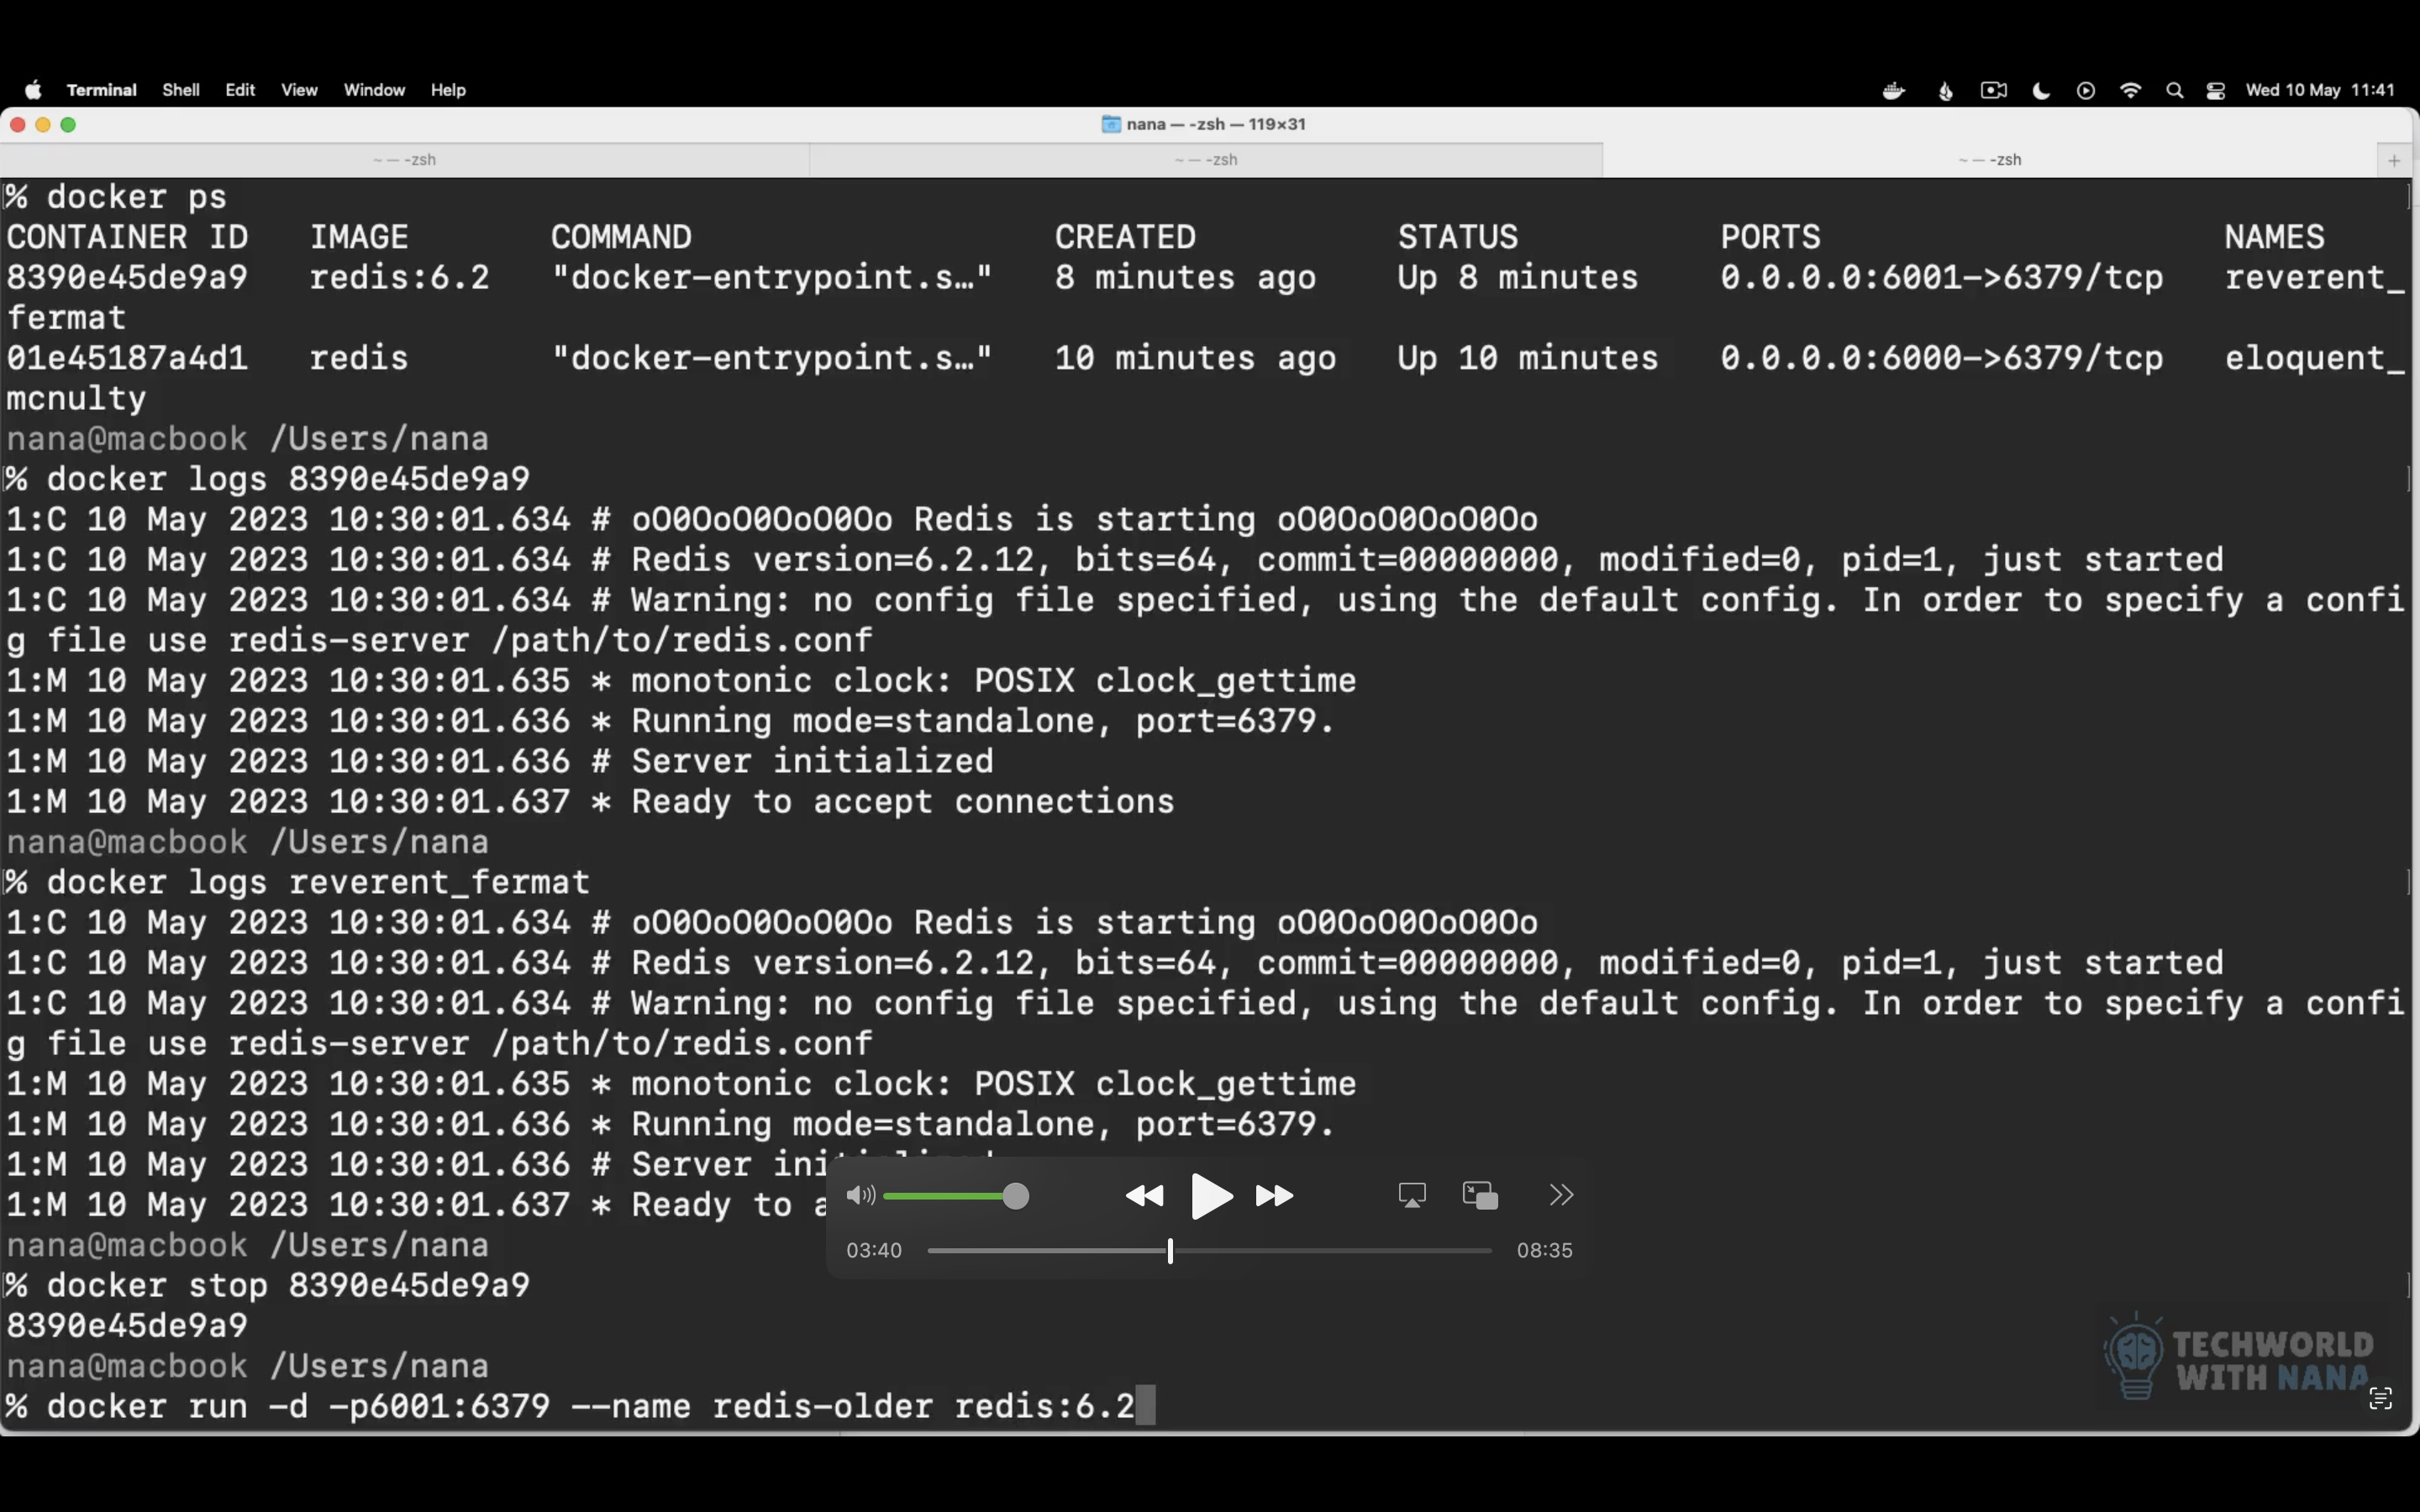 Terminal Shell Edit View Window Help Wed 10 May 11:41
nana — -zsh — 119×31
~ — -zsh ~ — -zsh ~ — -zsh
% docker ps
CONTAINER ID IMAGE COMMAND CREATED STATUS PORTS NAMES
8390e45de9a9 redis:6.2 "docker-entrypoint.s…" 8 minutes ago Up 8 minutes 0.0.0.0:6001->6379/tcp reverent_
fermat
01e45187a4d1 redis "docker-entrypoint.s…" 10 minutes ago Up 10 minutes 0.0.0.0:6000->6379/tcp eloquent_
mcnulty
nana@macbook /Users/nana
% docker logs 8390e45de9a9
1:C 10 May 2023 10:30:01.634 # oO0OoO0OoO0Oo Redis is starting oO0OoO0OoO0Oo
1:C 10 May 2023 10:30:01.634 # Redis version=6.2.12, bits=64, commit=00000000, modified=0, pid=1, just started
1:C 10 May 2023 10:30:01.634 # Warning: no config file specified, using the default config. In order to specify a confi
g file use redis-server /path/to/redis.conf
1:M 10 May 2023 10:30:01.635 * monotonic clock: POSIX clock_gettime
1:M 10 May 2023 10:30:01.636 * Running mode=standalone, port=6379.
1:M 10 May 2023 10:30:01.636 # Server initialized
1:M 10 May 2023 10:30:01.637 * Ready to accept connections
nana@macbook /Users/nana
% docker logs reverent_fermat
1:C 10 May 2023 10:30:01.634 # oO0OoO0OoO0Oo Redis is starting oO0OoO0OoO0Oo
1:C 10 May 2023 10:30:01.634 # Redis version=6.2.12, bits=64, commit=00000000, modified=0, pid=1, just started
1:C 10 May 2023 10:30:01.634 # Warning: no config file specified, using the default config. In order to specify a confi
g file use redis-server /path/to/redis.conf
1:M 10 May 2023 10:30:01.635 * monotonic clock: POSIX clock_gettime
1:M 10 May 2023 10:30:01.636 * Running mode=standalone, port=6379.
1:M 10 May 2023 10:30:01.636 # Server
1:M 10 May 2023 10:30:01.637 * Ready to
03:40 08:35
nana@macbook /Users/nana
% docker stop 8390e45de9a9
8390e45de9a9
nana@macbook /Users/nana
% docker run -d -p6001:6379 --name redis-older redis:6.2
TECHWORLD
WITH NANA